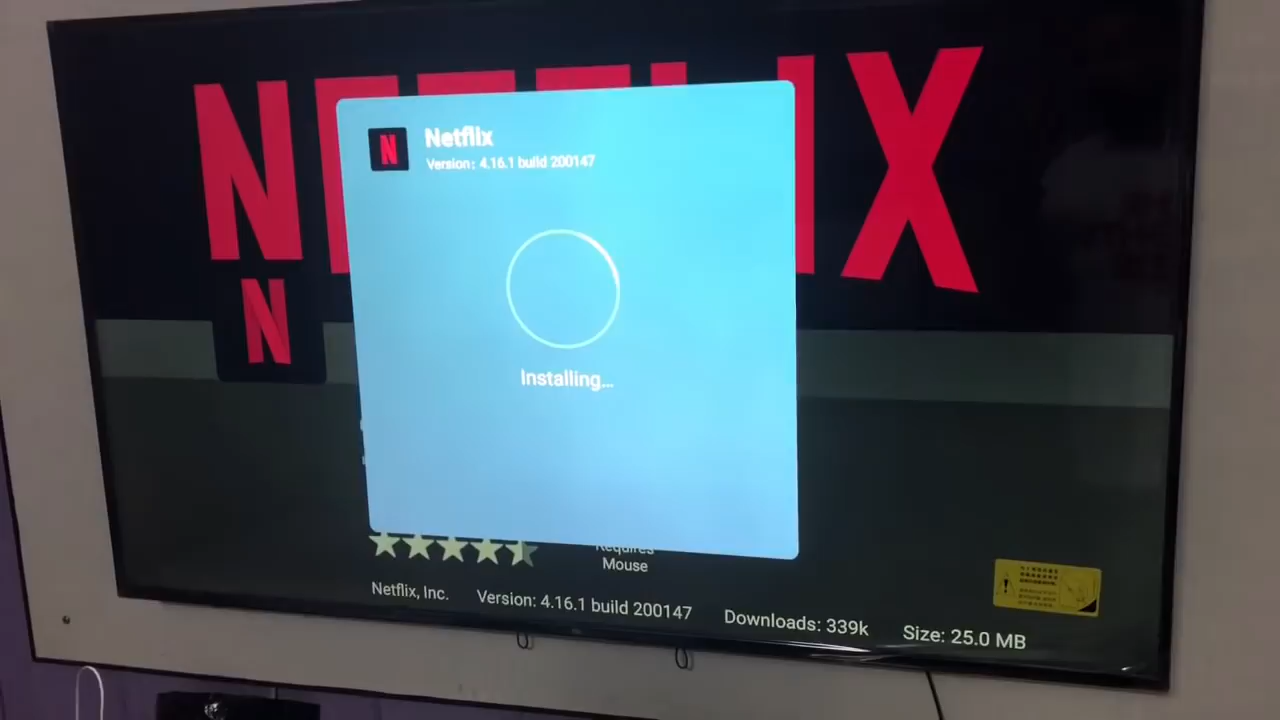 NETFLIX
N
Netflix
Version: 4.16.1 build 200147
N
Installing...
Requires
Mouse
Netflix, Inc.
Version: 4.16.1 build 200147
Downloads: 339k
Size: 25.0 MB